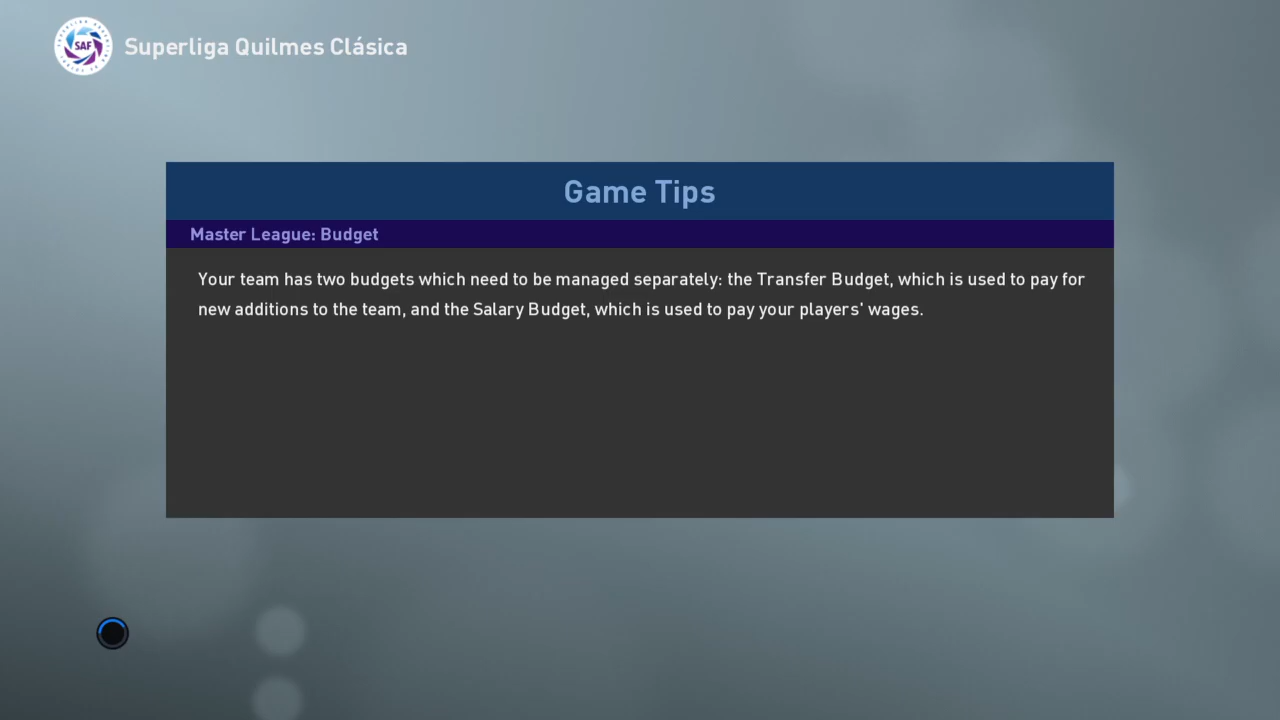 SAF
Superliga Quilmes Clásica
Game Tips
Master League: Budget
Your team has two budgets which need to be managed separately: the Transfer Budget, which is used to pay for
new additions to the team, and the Salary Budget, which is used to pay your players' wages.